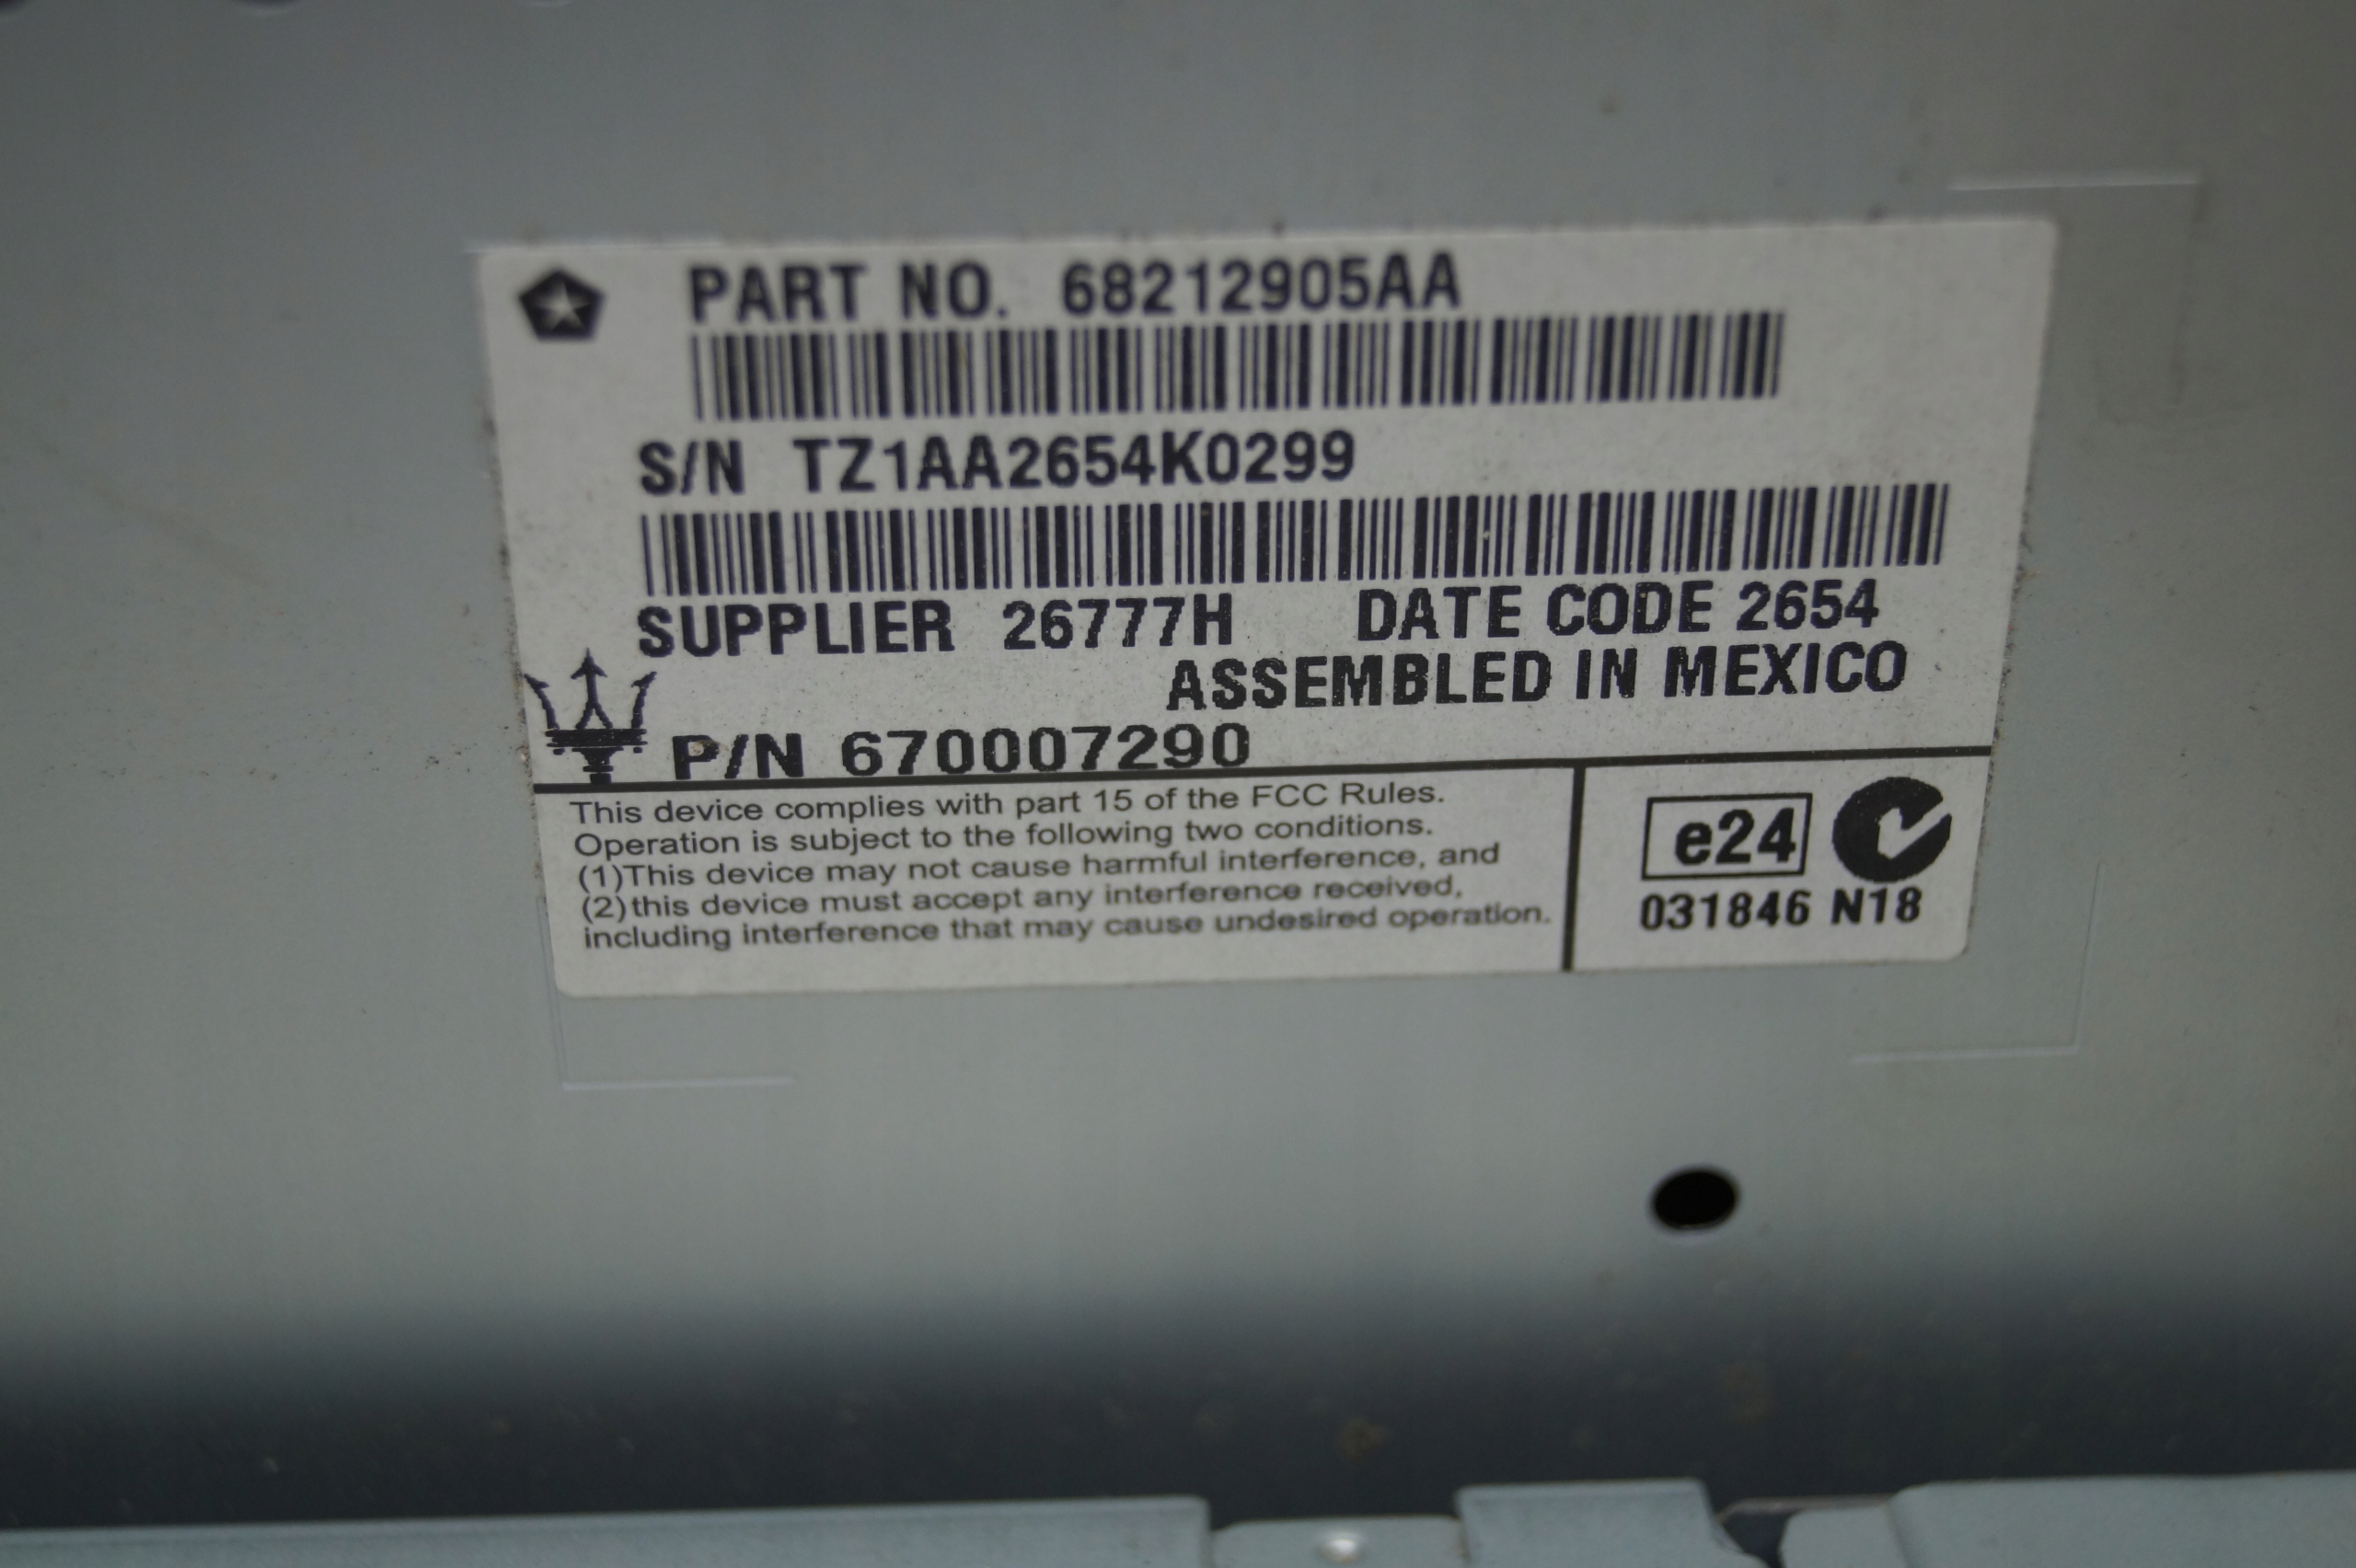 PART NO. 68212905AA
S/N TZ1AA2654K0299
SUPPLIER 26777H DATE CODE 2654
ASSEMBLED IN MEXICO
P/N 670007290
This device complies with part 15 of the FCC Rules.
Operation is subject to the following two conditions.
(1)This device may not cause harmful interference, and
(2)this device must accept any interference received,
including interference that may cause undesired operation.
e24
031846 N18